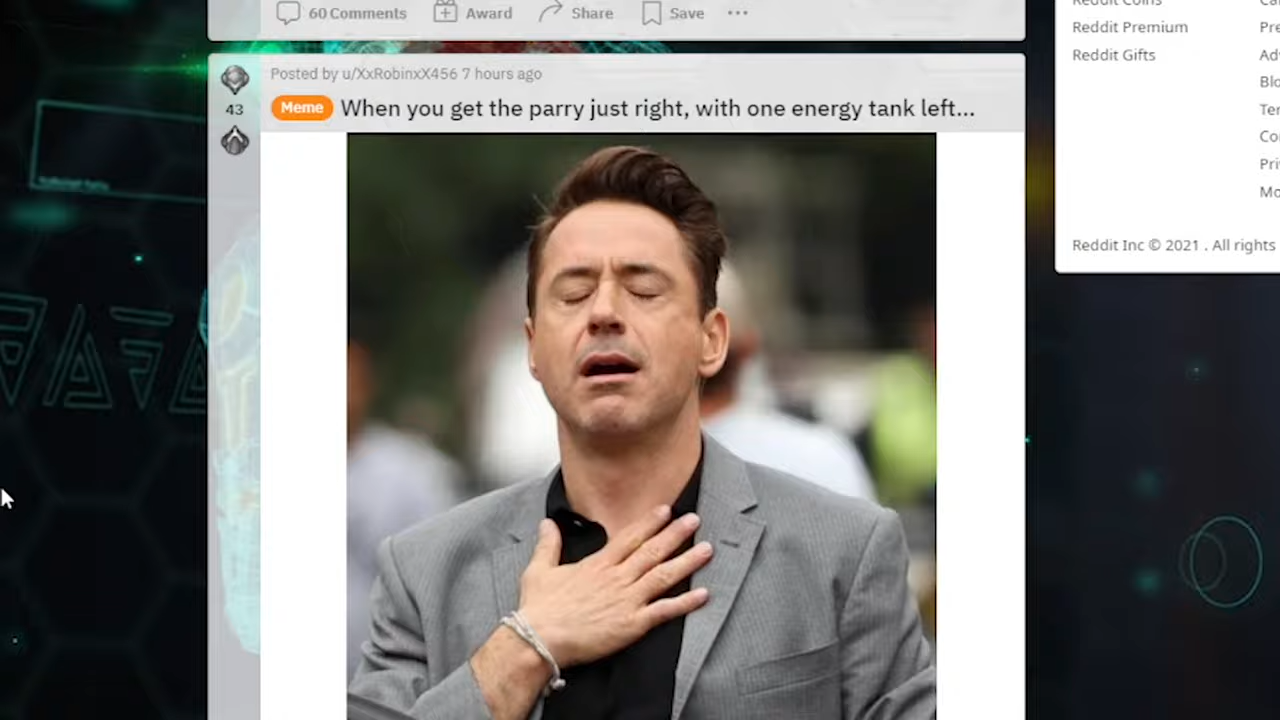 60 Comments Award Share Save
Reddit Premium
Reddit Gifts
Posted by u/XxRobinxX456 7 hours ago
43
Meme When you get the parry just right, with one energy tank left...
Reddit Inc © 2021 . All rights